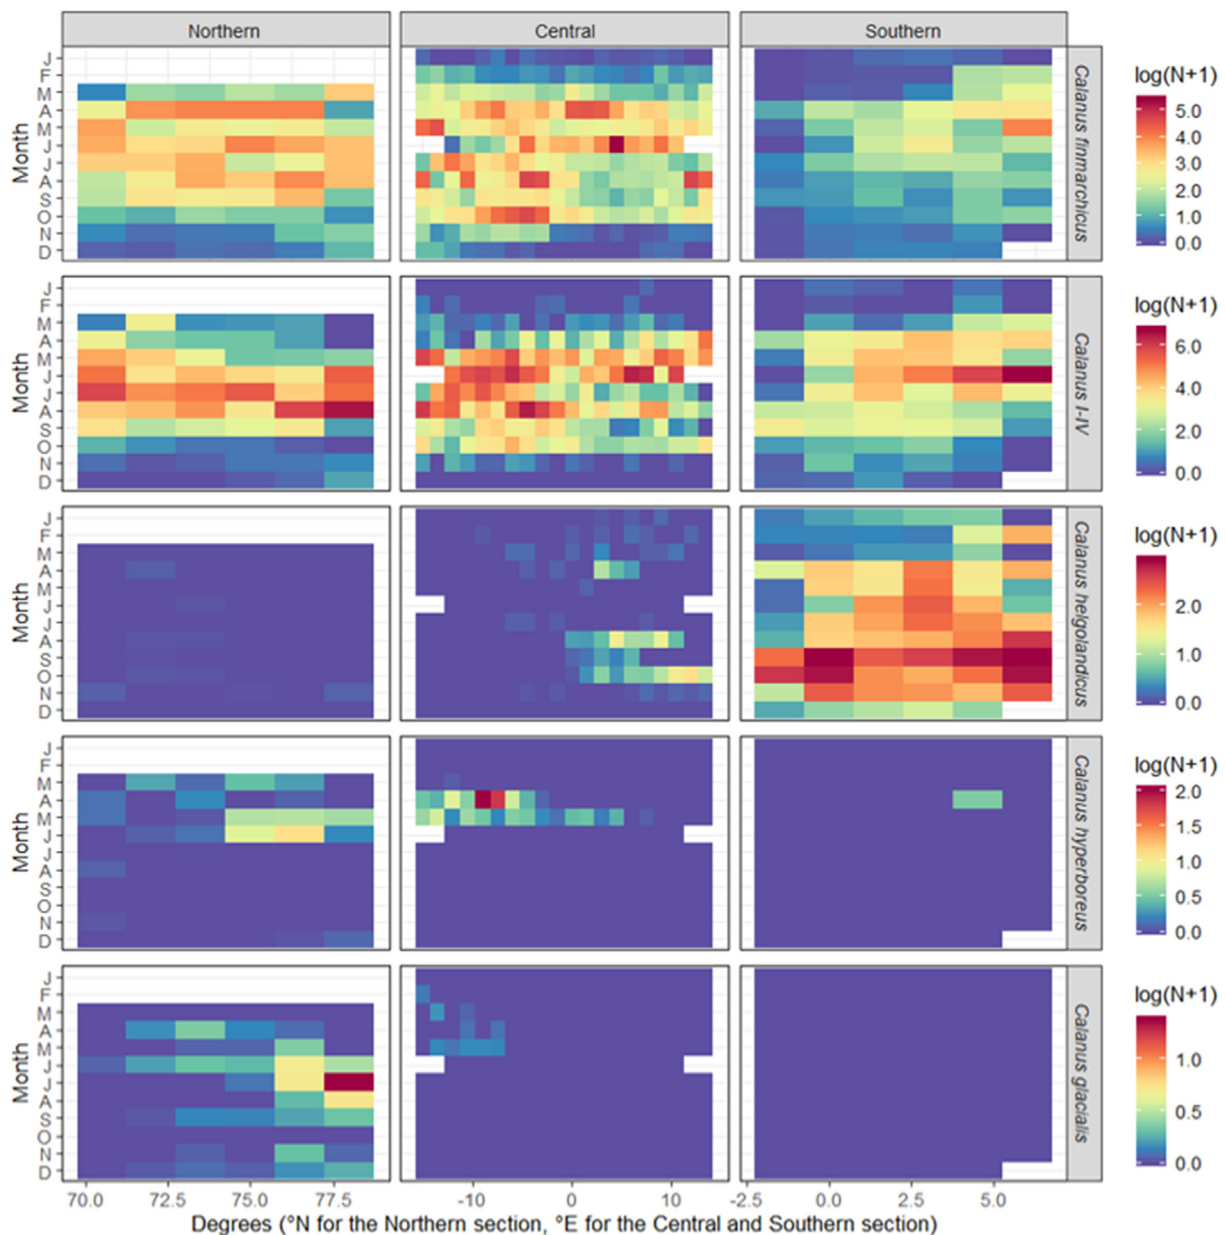 Northern Central Southern
J
F
M
A
M
J
J
A
S
O
N
D
Month
Calanus finmarchicus
log(N+1)
5.0
4.0
3.0
2.0
1.0
0.0
J
F
M
A
M
J
J
A
S
O
N
D
Month
Calanus I-IV
log(N+1)
6.0
4.0
2.0
0.0
J
F
M
A
M
J
J
A
S
O
N
D
Month
Calanus helgolandicus
log(N+1)
2.0
1.0
0.0
J
F
M
A
M
J
J
A
S
O
N
D
Month
Calanus hyperboreus
log(N+1)
2.0
1.5
1.0
0.5
0.0
J
F
M
A
M
J
J
A
S
O
N
D
Month
Calanus glacialis
log(N+1)
1.0
0.5
0.0
70.0 72.5 75.0 77.5 -10 0 10 -2.5 0.0 2.5 5.0
Degrees (°N for the Northern section, °E for the Central and Southern section)